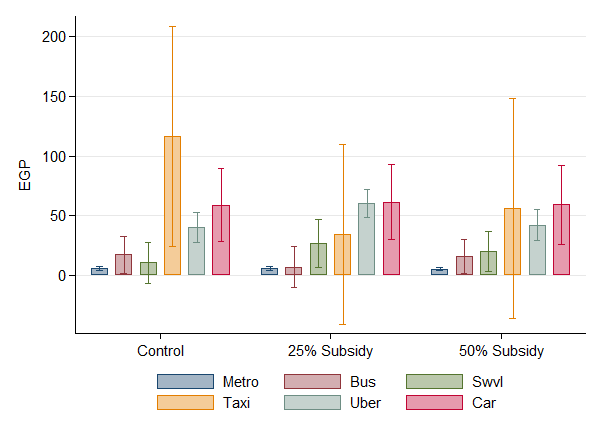 200
150
100
50
0
EGP
Control 25% Subsidy 50% Subsidy
Metro Bus Swvl
Taxi Uber Car